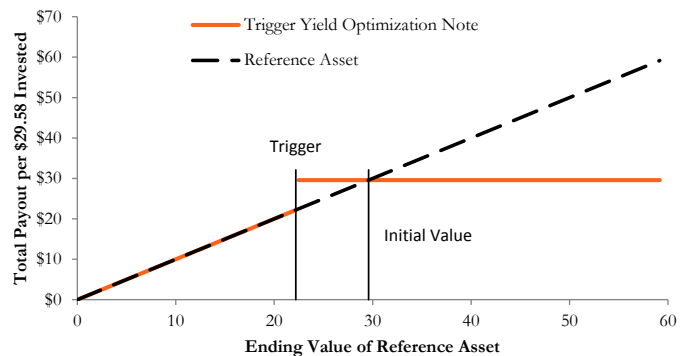 Trigger Yield Optimization Note
Reference Asset
Total Payout per $29.58 Invested
$70
$60
$50
$40
$30
$20
$10
$0
Trigger
Initial Value
0 10 20 30 40 50 60
Ending Value of Reference Asset